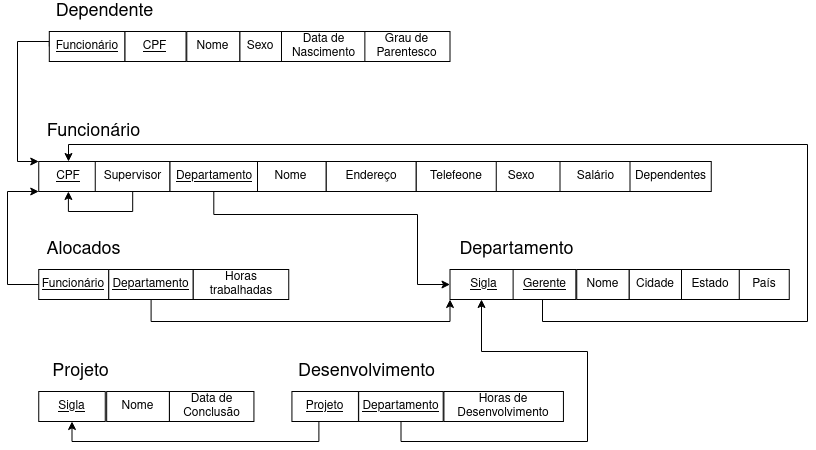 Dependente
Funcionário CPF Nome Sexo Data de Nascimento Grau de Parentesco
Funcionário
CPF Supervisor Departamento Nome Endereço Telefeone Sexo Salário Dependentes
Alocados
Funcionário Departamento Horas trabalhadas
Departamento
Sigla Gerente Nome Cidade Estado País
Projeto
Sigla Nome Data de Conclusão
Desenvolvimento
Projeto Departamento Horas de Desenvolvimento